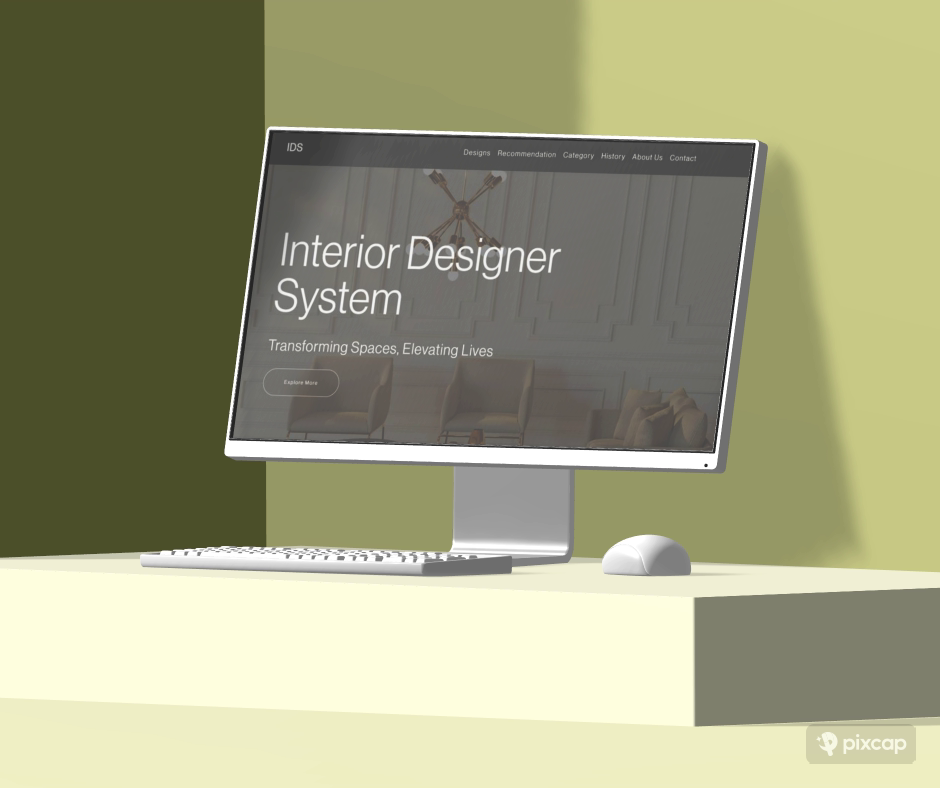 IDS
Designs Recommendation Category History About Us Contact
Interior Designer
System
Transforming Spaces, Elevating Lives
Explore More
pixcap